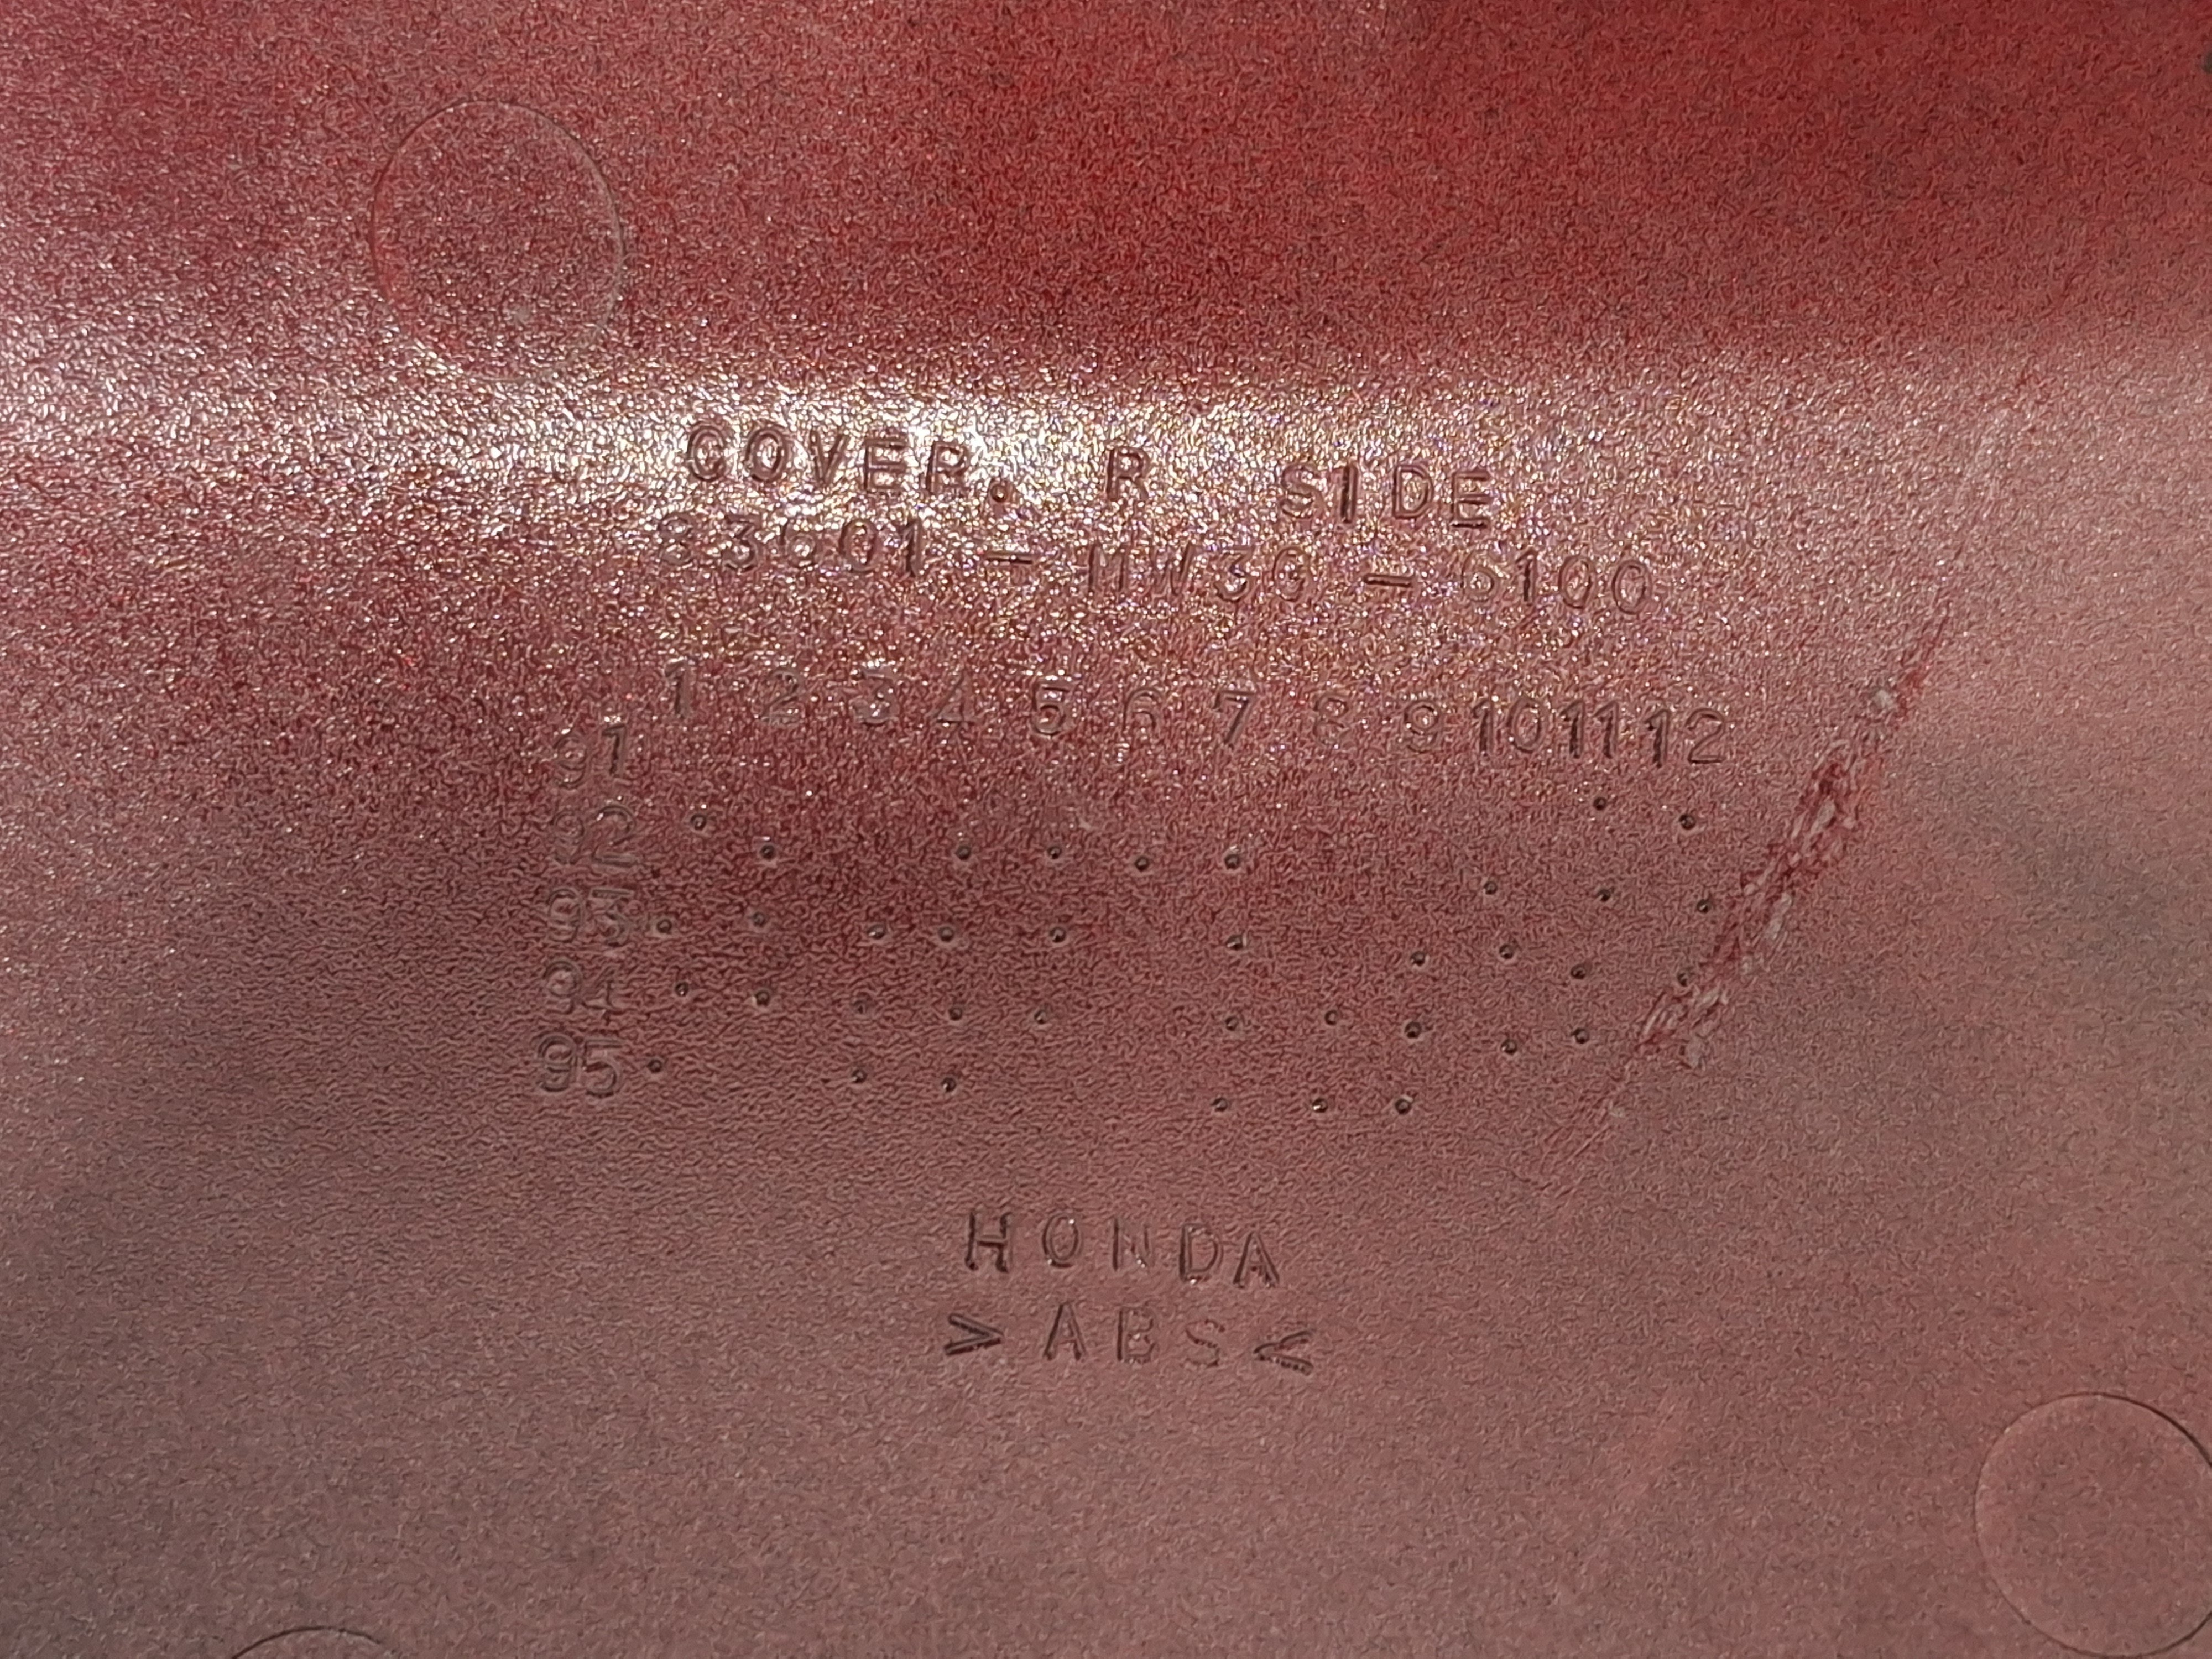 COVER. R SIDE
83601-MW3G-6100
1 2 3 4 5 6 7 8 9 10 11 12
91
92
93
94
95
HONDA
>ABS<